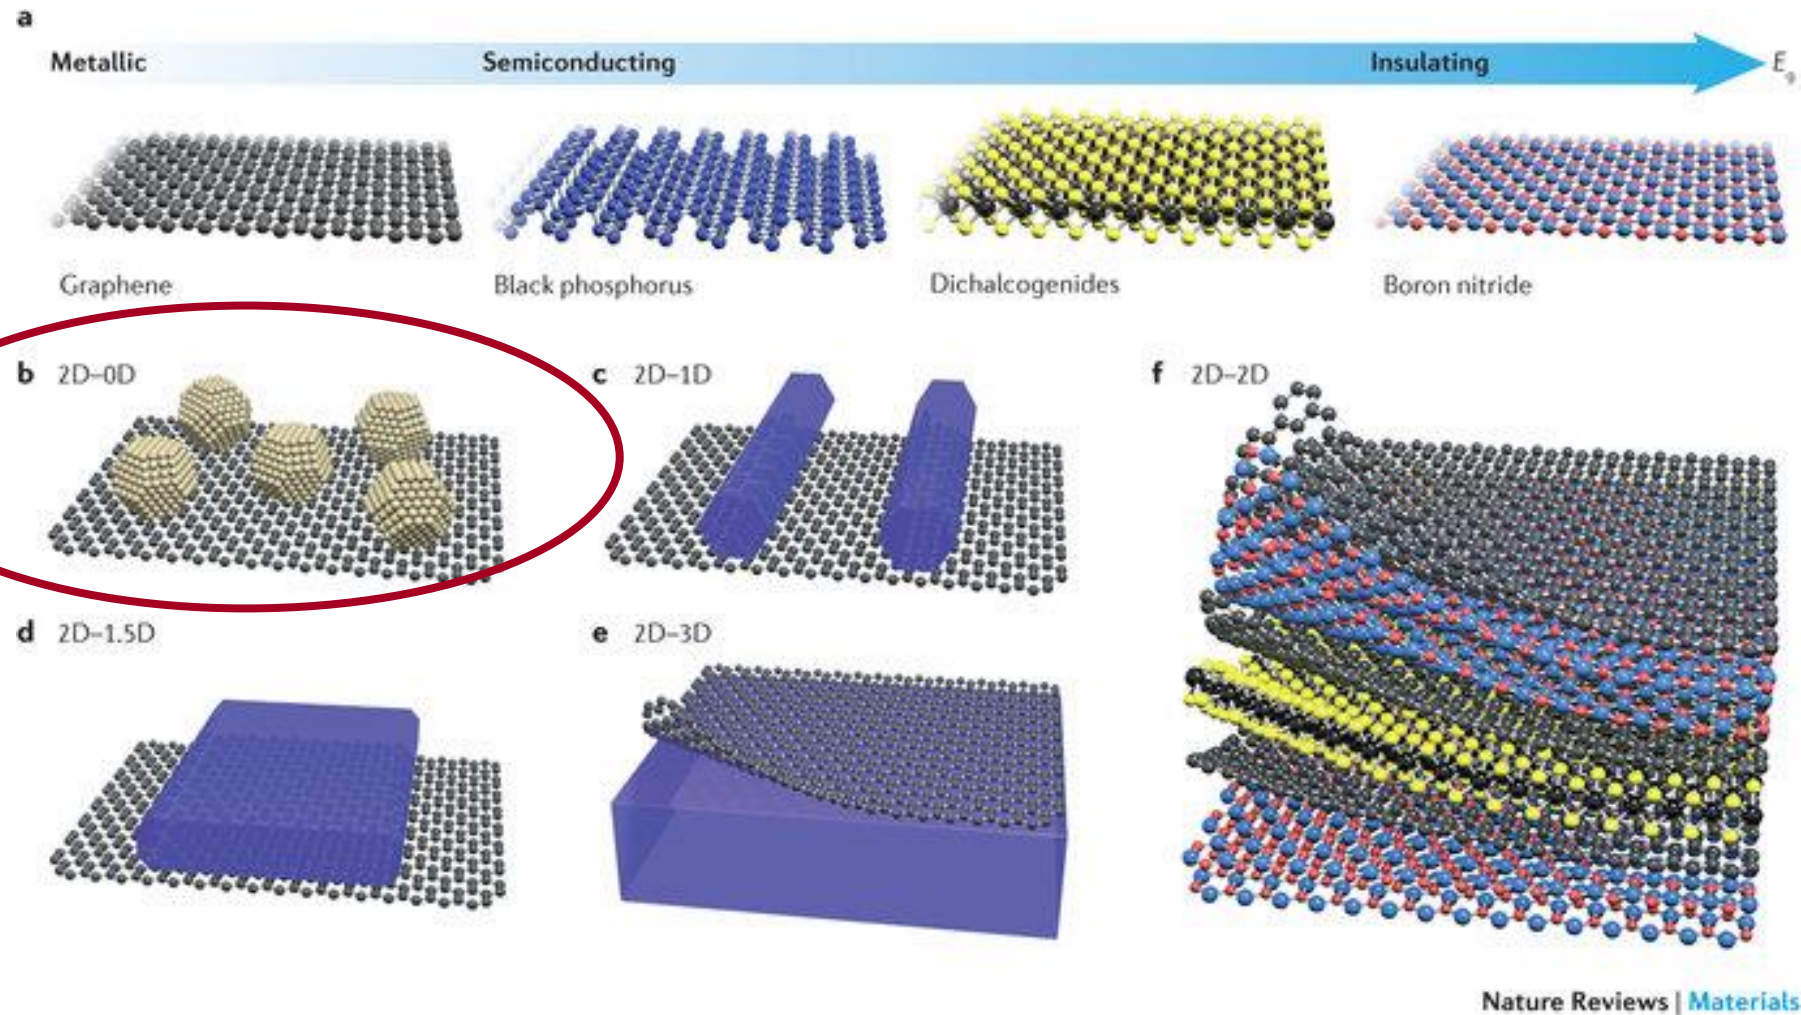 a
Metallic Semiconducting Insulating E₉
Graphene Black phosphorus Dichalcogenides Boron nitride
b 2D–0D c 2D–1D f 2D–2D
d 2D–1.5D e 2D–3D
Nature Reviews | Materials